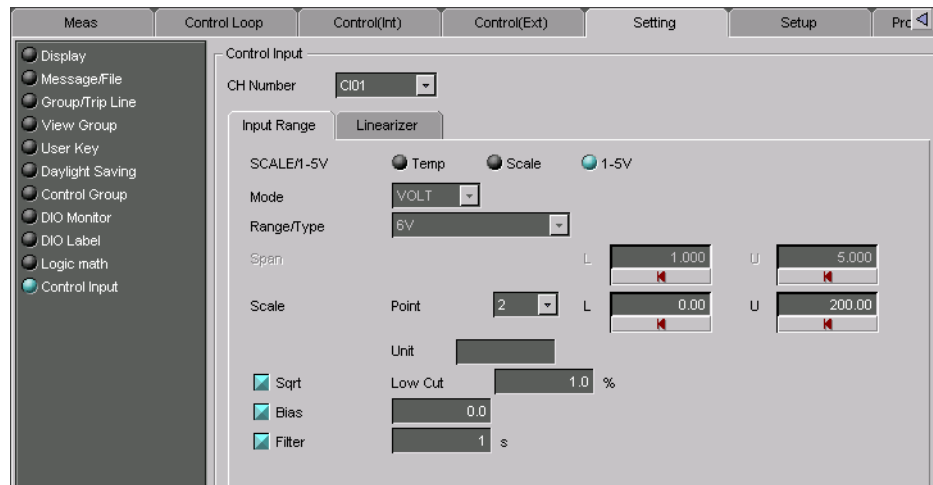 Meas Control Loop Control(Int) Control(Ext) Setting Setup Prc
Display
Message/File
Group/Trip Line
View Group
User Key
Daylight Saving
Control Group
DIO Monitor
DIO Label
Logic math
Control Input
Control Input
CH Number CI01
Input Range Linearizer
SCALE/1-5V Temp Scale 1-5V
Mode VOLT
Range/Type 6V
Span L 1.000 U 5.000
Scale Point 2 L 0.00 U 200.00
Unit
Sqrt Low Cut 1.0 %
Bias 0.0
Filter 1 s